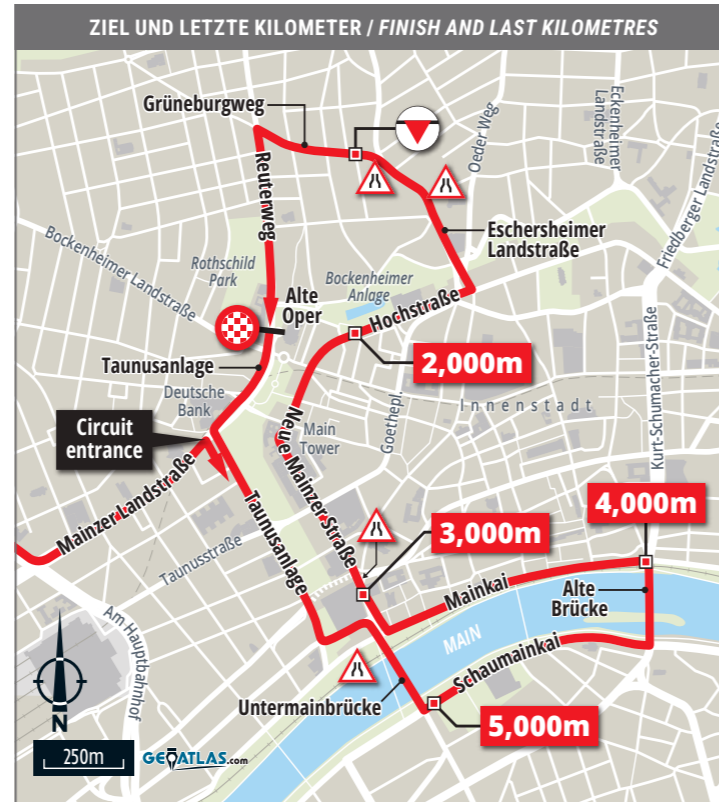 ZIEL UND LETZTE KILOMETER / FINISH AND LAST KILOMETRES
Grüneburgweg
Oeder Weg
Eckenheimer
Landstraße
Friedberger Landstraße
Reuterweg
Eschersheimer
Landstraße
Bockenheimer
Landstraße
Rothschild
Park
Alte
Oper
Bockenheimer
Anlage
Hochstraße
2,000m
Taunusanlage
Deutsche
Bank
Circuit
entrance
Main
Tower
Goethepl.
Innenstadt
Kurt-Schumacher-Straße
Neue Mainzer Straße
Mainzer Landstraße
Taunusstraße
Taunusanlage
3,000m
4,000m
Mainkai
Alte
Brücke
MAIN
Schaumainkai
Am Hauptbahnhof
Untermainbrücke
5,000m
N
250m
GEOATLAS.com